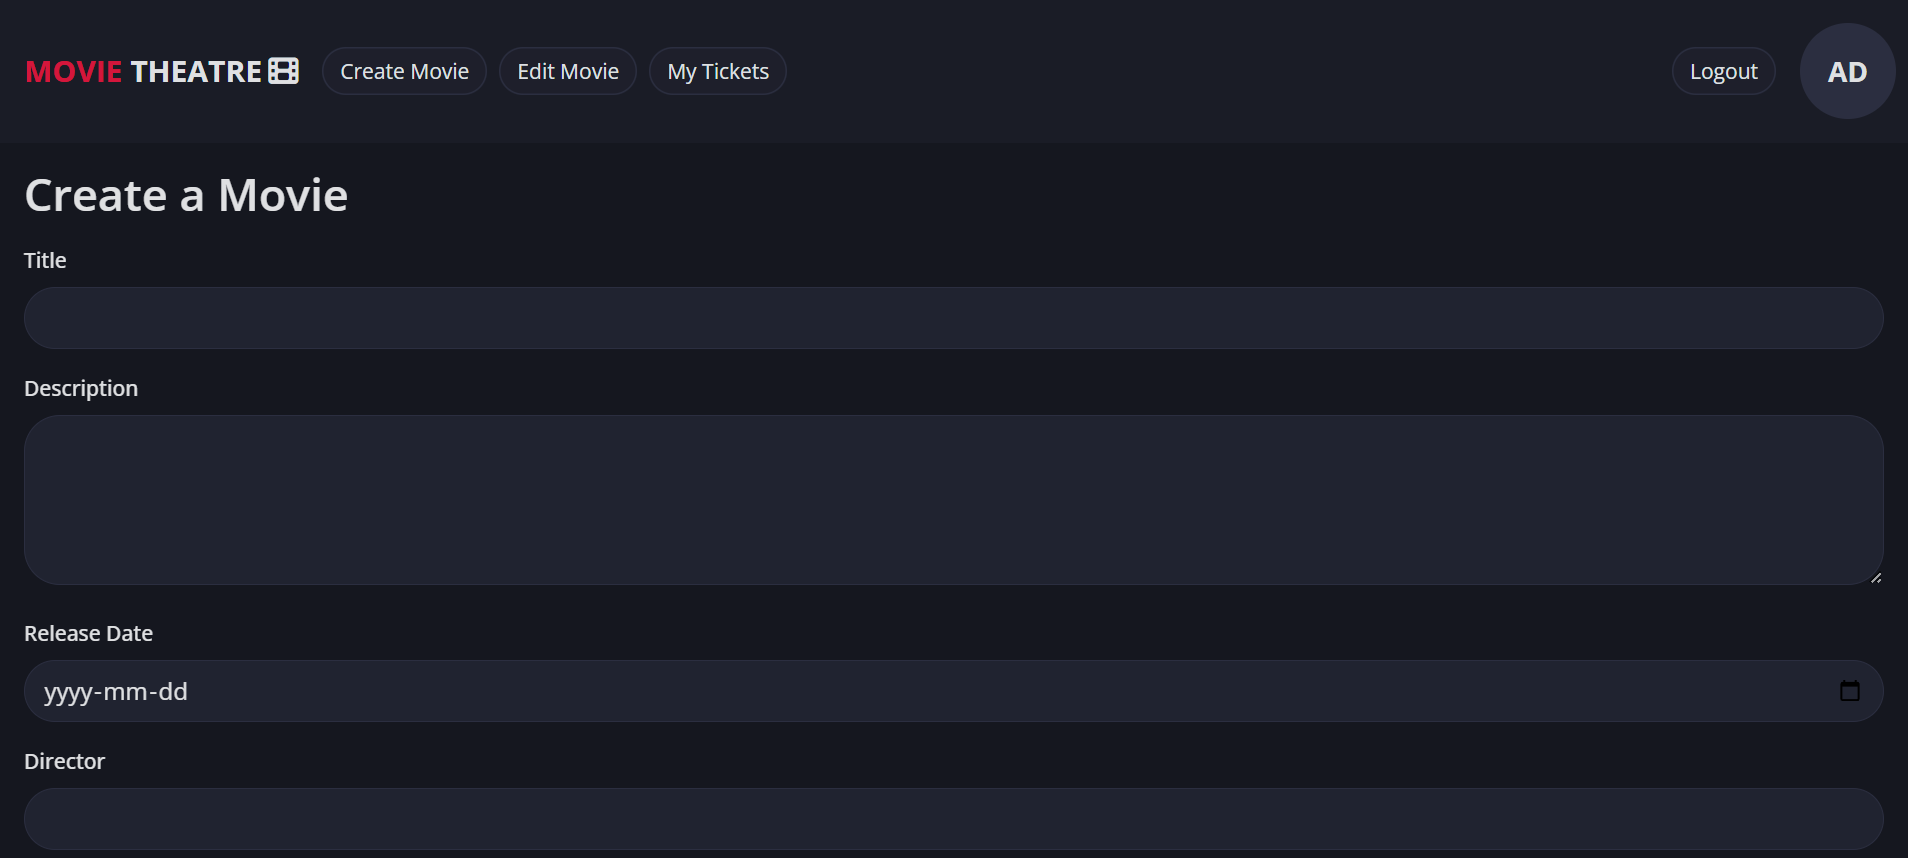 MOVIE THEATRE Create Movie Edit Movie My Tickets Logout AD
Create a Movie
Title
Description
Release Date
yyyy-mm-dd
Director